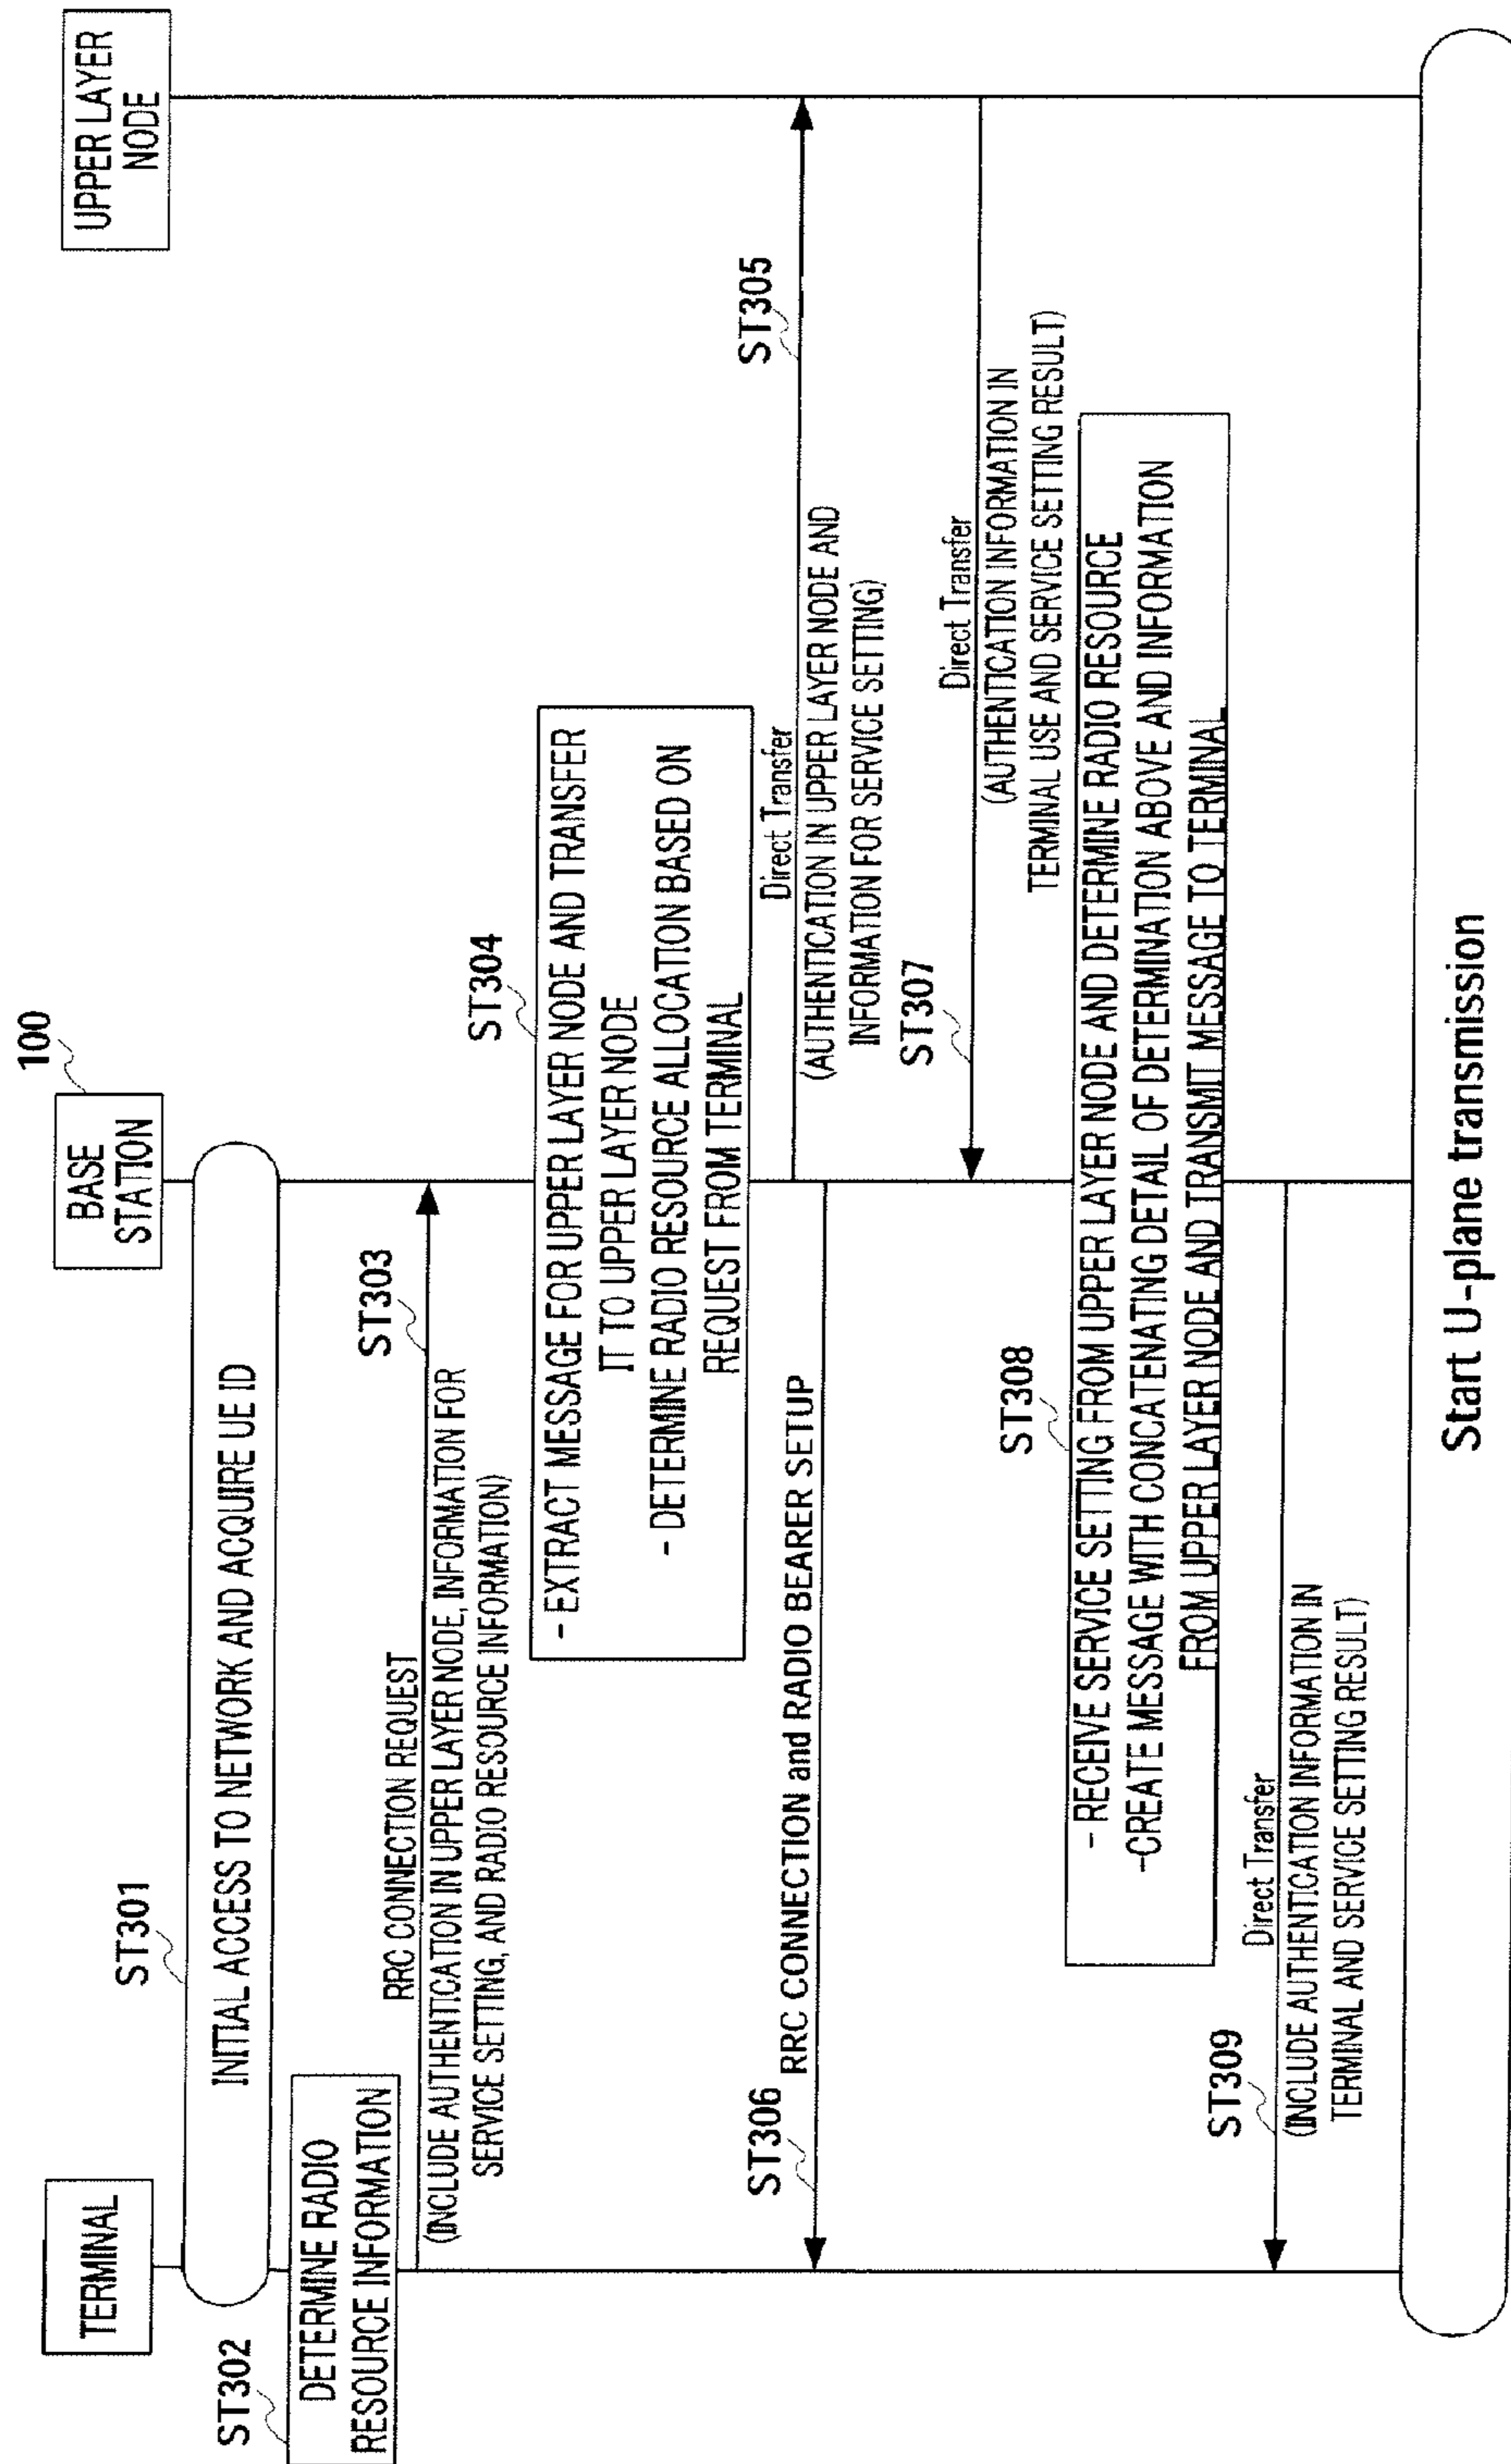 TERMINAL
100
BASE
STATION
UPPER LAYER
NODE
ST301
INITIAL ACCESS TO NETWORK AND ACQUIRE UE ID
ST302
DETERMINE RADIO
RESOURCE INFORMATION
RRC CONNECTION REQUEST
ST303
(INCLUDE AUTHENTICATION IN UPPER LAYER NODE, INFORMATION FOR
SERVICE SETTING, AND RADIO RESOURCE INFORMATION)
ST304
- EXTRACT MESSAGE FOR UPPER LAYER NODE AND TRANSFER
IT TO UPPER LAYER NODE
- DETERMINE RADIO RESOURCE ALLOCATION BASED ON
REQUEST FROM TERMINAL
Direct Transfer
ST305
(AUTHENTICATION IN UPPER LAYER NODE AND
INFORMATION FOR SERVICE SETTING)
ST306
RRC CONNECTION and RADIO BEARER SETUP
ST307
Direct Transfer
(AUTHENTICATION INFORMATION IN
TERMINAL USE AND SERVICE SETTING RESULT)
ST308
- RECEIVE SERVICE SETTING FROM UPPER LAYER NODE AND DETERMINE RADIO RESOURCE
-CREATE MESSAGE WITH CONCATENATING DETAIL OF DETERMINATION ABOVE AND INFORMATION
FROM UPPER LAYER NODE AND TRANSMIT MESSAGE TO TERMINAL
ST309
Direct Transfer
(INCLUDE AUTHENTICATION INFORMATION IN
TERMINAL AND SERVICE SETTING RESULT)
Start U-plane transmission